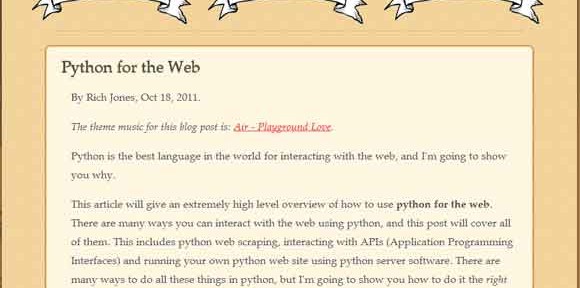 Python for the Web
By Rich Jones, Oct 18, 2011.
The theme music for this blog post is: Air - Playground Love.
Python is the best language in the world for interacting with the web, and I'm going to show
you why.
This article will give an extremely high level overview of how to use python for the web.
There are many ways you can interact with the web using python, and this post will cover all
of them. This includes python web scraping, interacting with APIs (Application Programming
Interfaces) and running your own python web site using python server software. There are
many ways to do all these things in python, but I'm going to show you how to do it the right